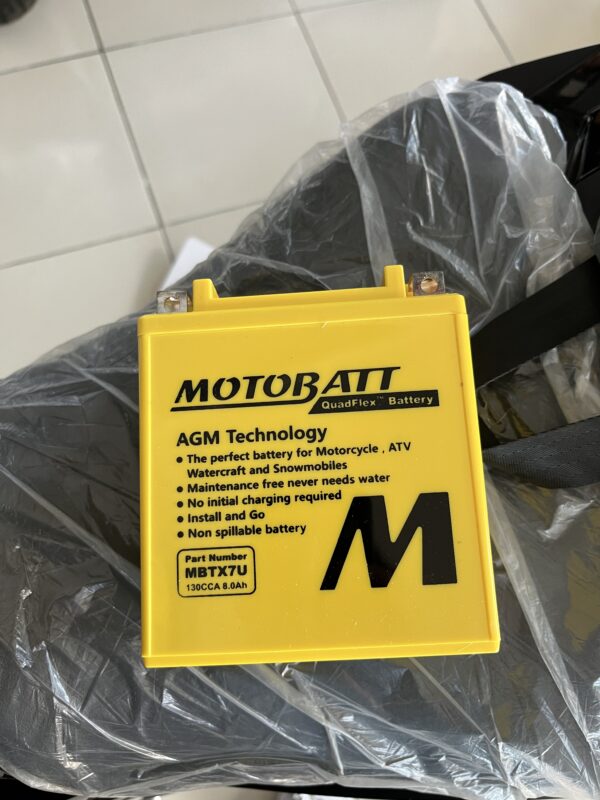 MOTOBATT
QuadFlex™ Battery
AGM Technology
• The perfect battery for Motorcycle , ATV
Watercraft and Snowmobiles
• Maintenance free never needs water
• No initial charging required
• Install and Go
• Non spillable battery
M
Part Number
MBTX7U
130CCA 8.0Ah